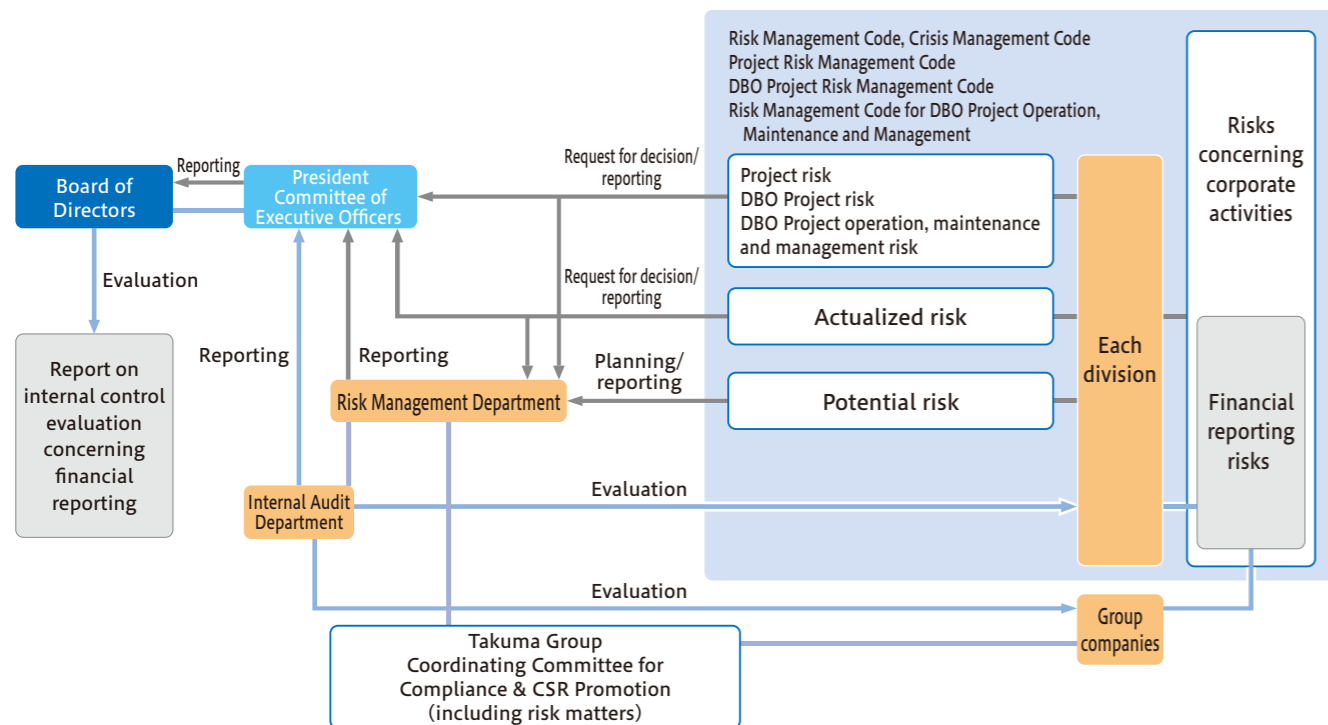 Risk Management Code, Crisis Management Code
Project Risk Management Code
DBO Project Risk Management Code
Risk Management Code for DBO Project Operation,
Maintenance and Management
Risks
concerning
corporate
activities
Board of
Directors
Reporting
President
Committee of
Executive Officers
Request for decision/
reporting
Project risk
DBO Project risk
DBO Project operation, maintenance
and management risk
Evaluation
Request for decision/
reporting
Actualized risk
Each
division
Report on
internal control
evaluation
concerning
financial
reporting
Reporting
Reporting
Planning/
reporting
Risk Management Department
Potential risk
Financial
reporting
risks
Internal Audit
Department
Evaluation
Evaluation
Group
companies
Takuma Group
Coordinating Committee for
Compliance & CSR Promotion
(including risk matters)